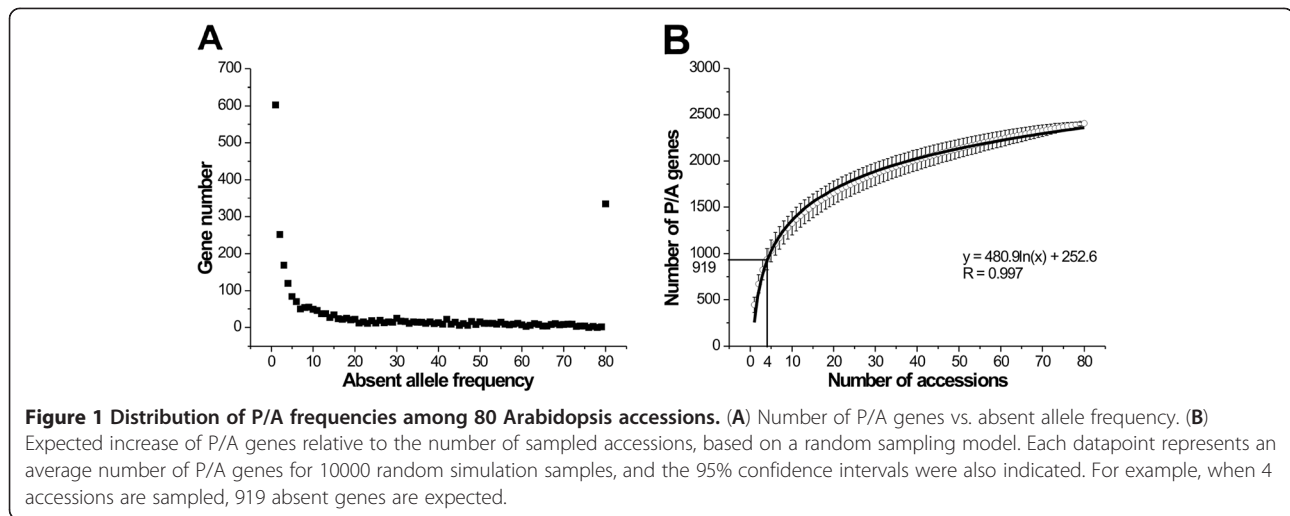 A
700
600
500
400
300
200
100
0
Gene number
0 10 20 30 40 50 60 70 80
Absent allele frequency
B
3000
2500
2000
1500
1000
919
500
0
Number of P/A genes
y = 480.9ln(x) + 252.6
R = 0.997
0 4 10 20 30 40 50 60 70 80
Number of accessions
Figure 1 Distribution of P/A frequencies among 80 Arabidopsis accessions. (A) Number of P/A genes vs. absent allele frequency. (B)
Expected increase of P/A genes relative to the number of sampled accessions, based on a random sampling model. Each datapoint represents an
average number of P/A genes for 10000 random simulation samples, and the 95% confidence intervals were also indicated. For example, when 4
accessions are sampled, 919 absent genes are expected.